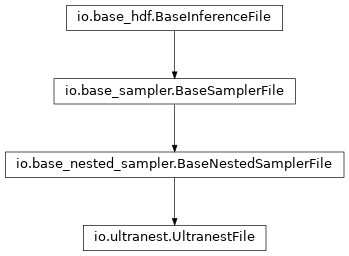 io.base_hdf.BaseInferenceFile
io.base_sampler.BaseSamplerFile
io.base_nested_sampler.BaseNestedSamplerFile
io.ultranest.UltranestFile